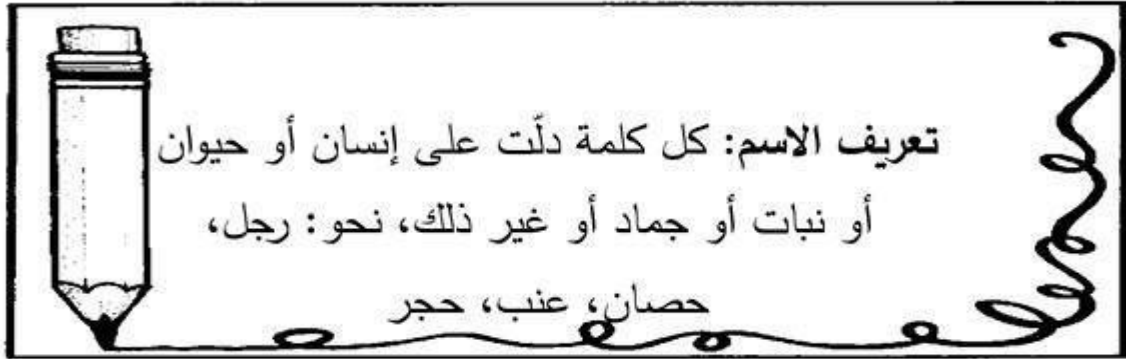 تعريف الاسم: كل كلمة دلّت على إنسان أو حيوان
أو نبات أو جماد أو غير ذلك، نحو: رجل،
حصان، عنب، حجر